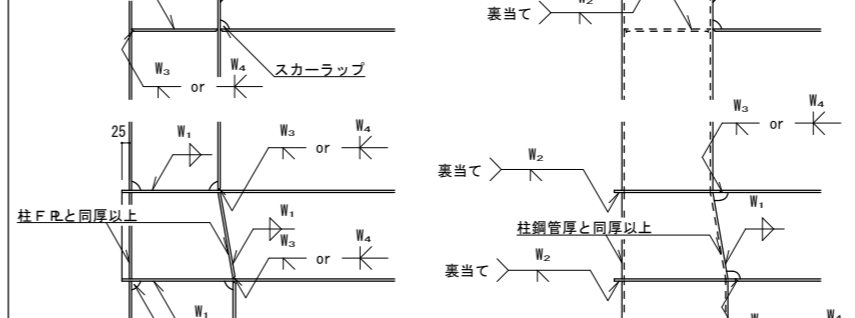 裏当て W₂
スカーラップ
W₃ or W₄
W₃ or W₄
25 W₁ W₃ or W₄
裏当て W₂
柱FPLと同厚以上 W₁
W₃ or W₄
柱鋼管厚と同厚以上 W₁
裏当て W₂
W₁
W₄